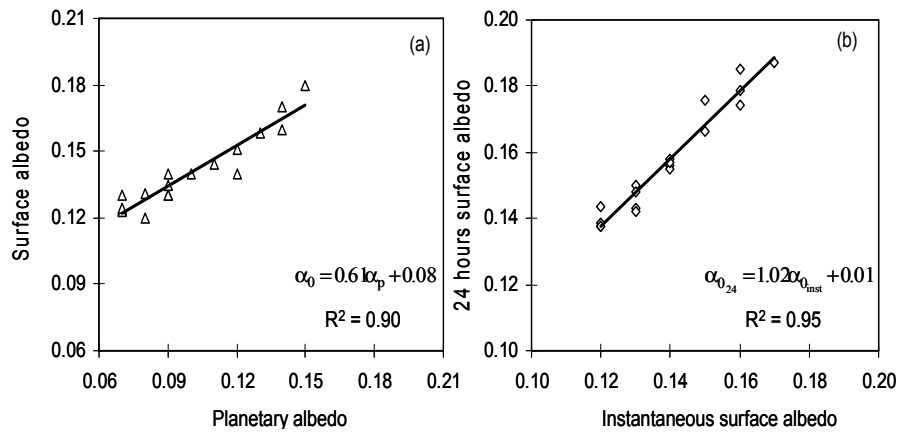 0.21
0.18
0.15
0.12
0.09
0.06
Surface albedo
(a)
α₀ = 0.61αₚ + 0.08
R² = 0.90
0.06 0.09 0.12 0.15 0.18 0.21
Planetary albedo
0.20
0.18
0.16
0.14
0.12
0.10
24 hours surface albedo
(b)
α₀₂₄ = 1.02α₀inst + 0.01
R² = 0.95
0.10 0.12 0.14 0.16 0.18 0.20
Instantaneous surface albedo